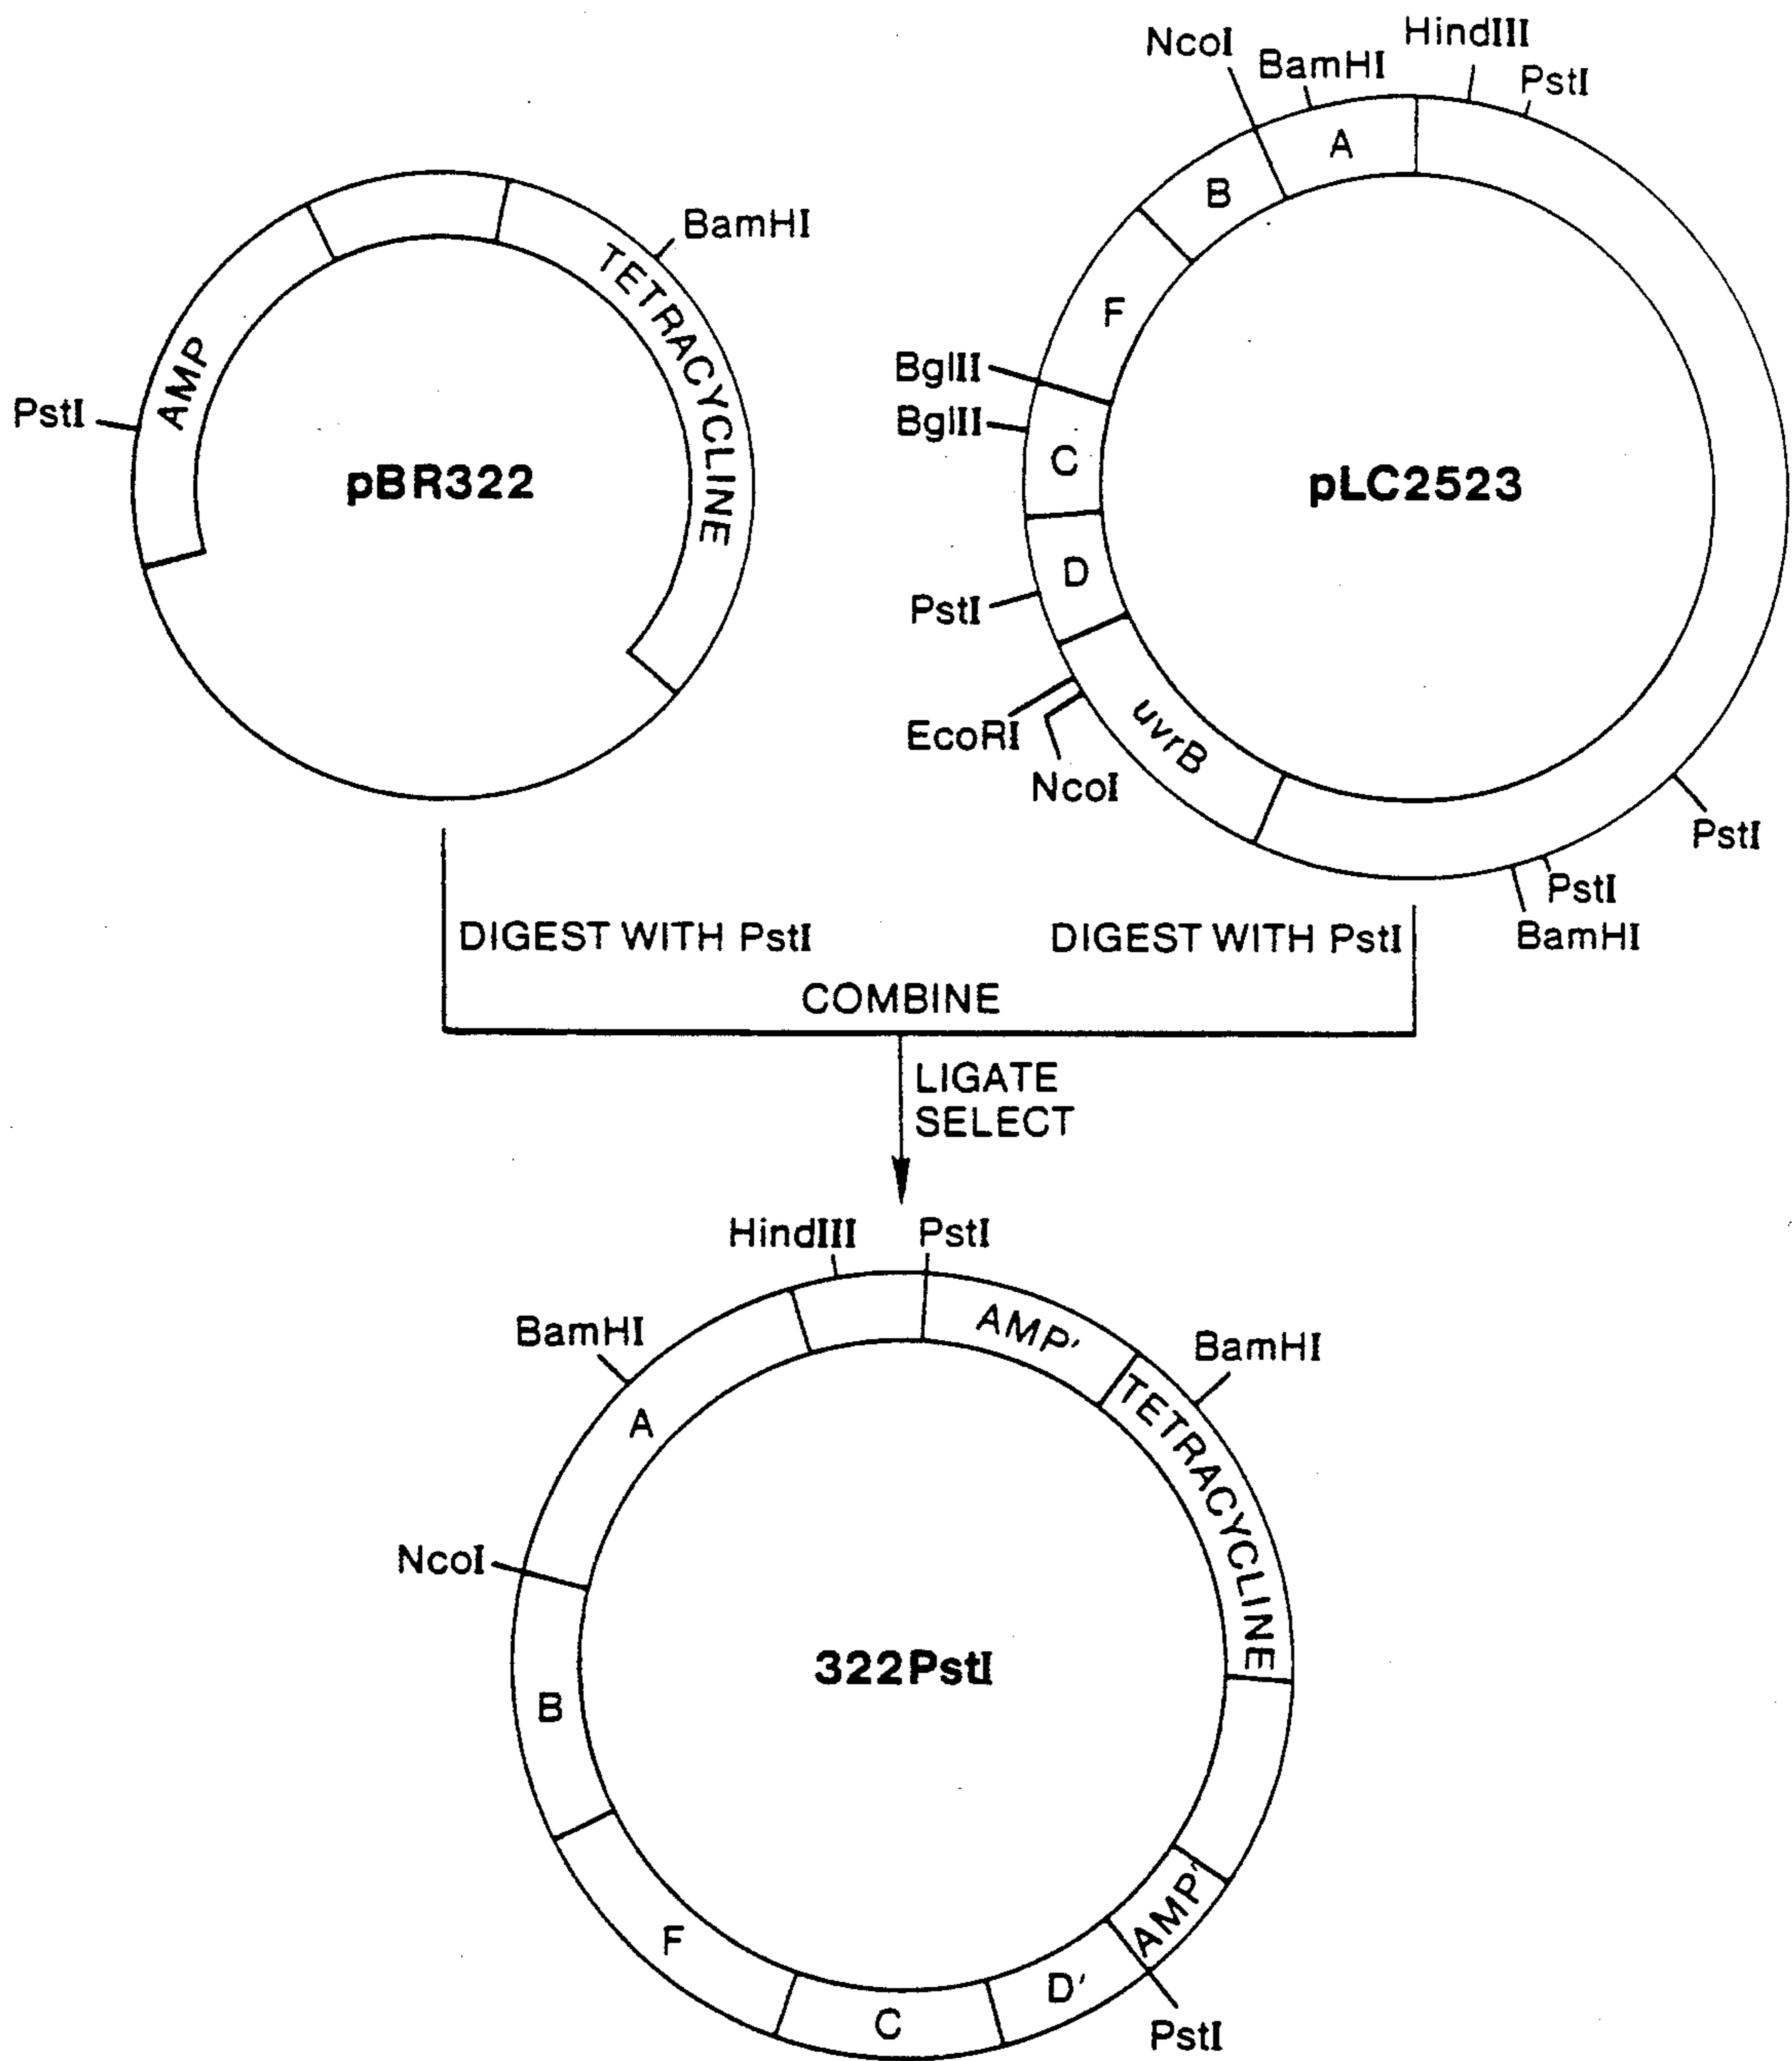 NcoI
BamHI
HindIII
PstI
A
B
BamHI
TETRACYCLINE
AMP
PstI
pBR322
F
BglII
BglII
C
pLC2523
D
PstI
uvrB
EcoRI
NcoI
PstI
PstI
BamHI
DIGEST WITH PstI
DIGEST WITH PstI
COMBINE
LIGATE
SELECT
HindIII
PstI
BamHI
AMP'
BamHI
TETRACYCLINE
A
NcoI
322PstI
B
AMP'
F
D'
C
PstI